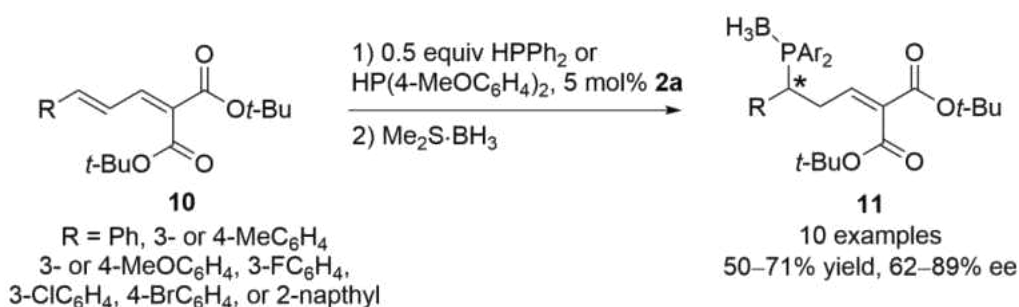 R
O
Ot-Bu
t-BuO
O
10
R = Ph, 3- or 4-MeC6H4
3- or 4-MeOC6H4, 3-FC6H4,
3-ClC6H4, 4-BrC6H4, or 2-napthyl
1) 0.5 equiv HPPh2 or
HP(4-MeOC6H4)2, 5 mol% 2a
2) Me2S·BH3
H3B
PAr2
*
R
O
Ot-Bu
t-BuO
O
11
10 examples
50–71% yield, 62–89% ee